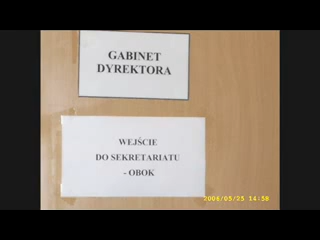 GABINET
DYREKTORA
WEJŚCIE
DO SEKRETARIATU
- OBOK
2006/05/25 14:58